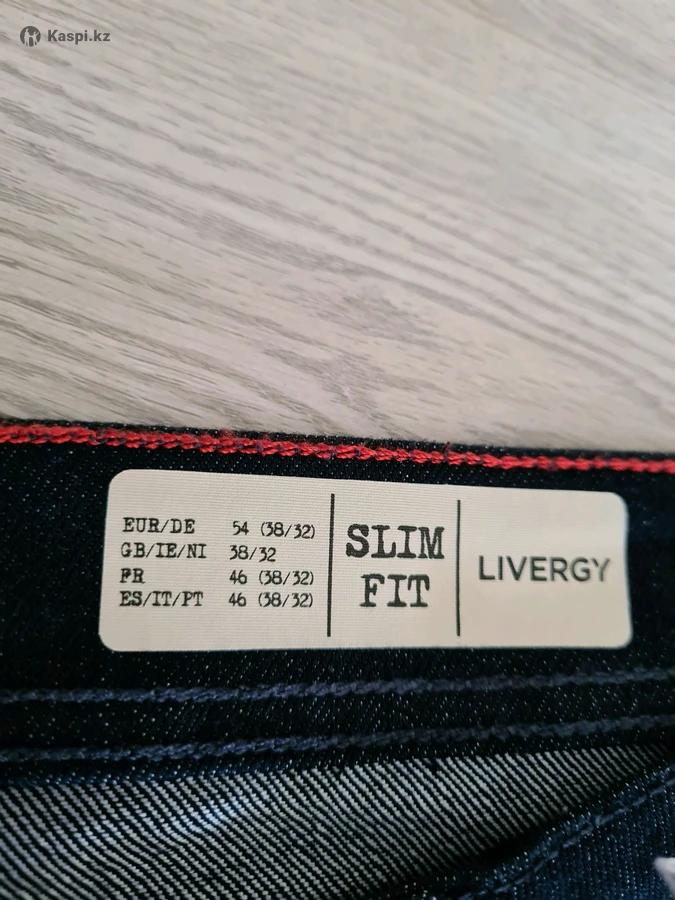 Kaspi.kz
EUR/DE 54 (38/32)
GB/IE/NI 38/32
FR 46 (38/32)
ES/IT/PT 46 (38/32)
SLIM
FIT
LIVERGY